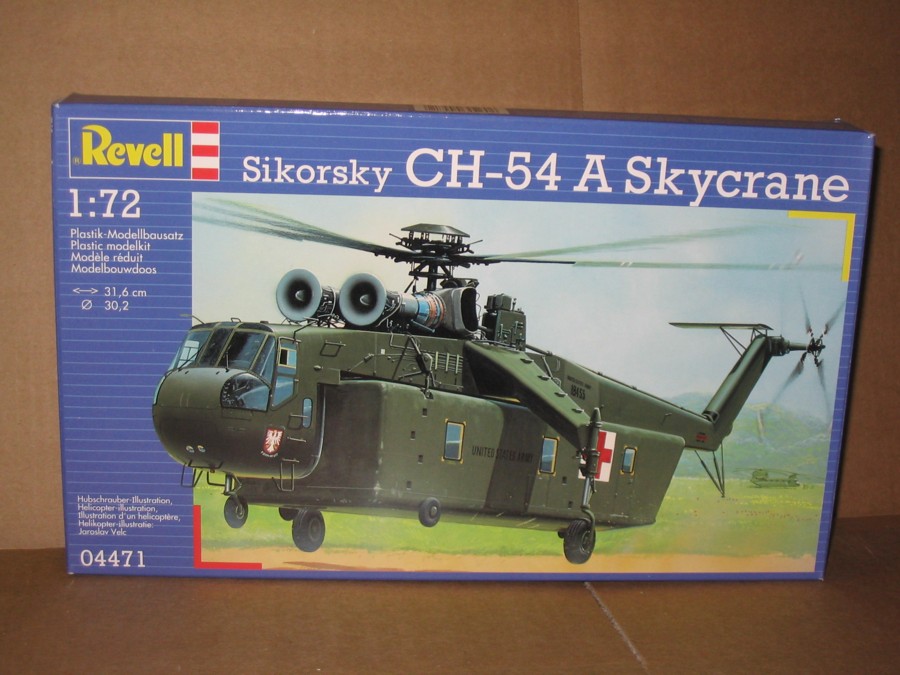 ® Revell
Sikorsky CH-54 A Skycrane
1:72
Plastik-Modellbausatz
Plastic modelkit
Modèle réduit
Modelbouwdoos
31,6 cm
Ø 30,2
UNITED STATES ARMY
Hubschrauber-Illustration,
Helicopter-illustration,
Illustration d'un helicoptère,
Helikopter-illustratie:
Jaroslav Velc
04471